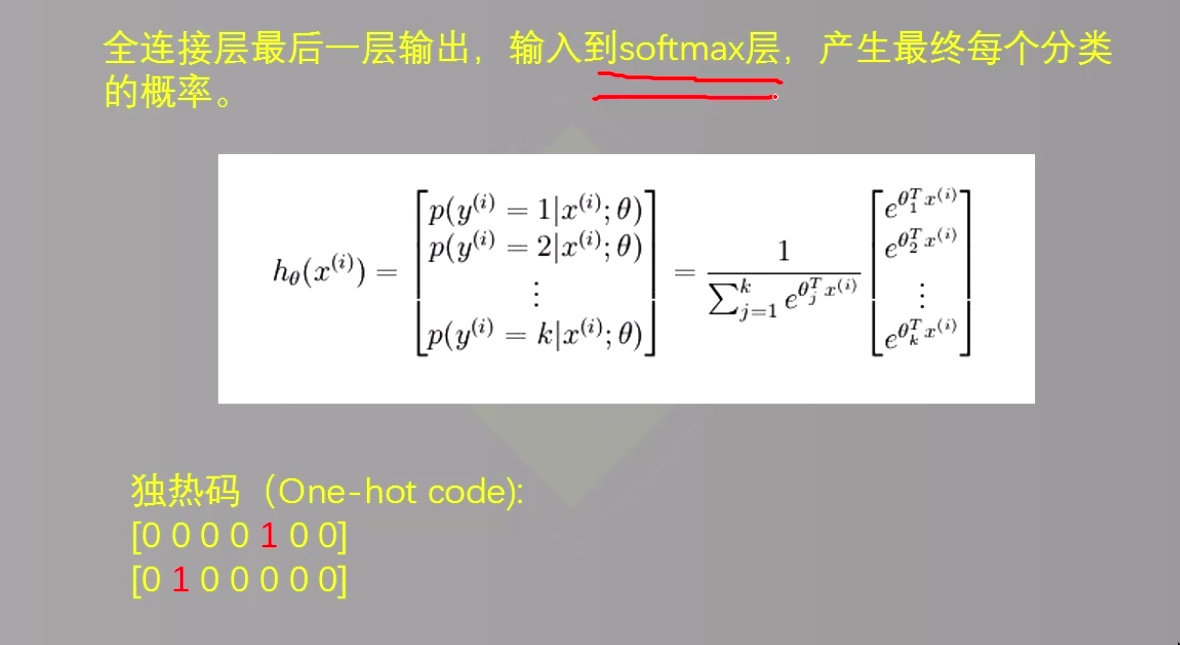 全连接层最后一层输出，输入到softmax层，产生最终每个分类
的概率。
$h_\theta(x^{(i)}) = \begin{bmatrix} p(y^{(i)} = 1|x^{(i)}; \theta) \\ p(y^{(i)} = 2|x^{(i)}; \theta) \\ \vdots \\ p(y^{(i)} = k|x^{(i)}; \theta) \end{bmatrix} = \frac{1}{\sum_{j=1}^{k} e^{\theta_j^T x^{(i)}}} \begin{bmatrix} e^{\theta_1^T x^{(i)}} \\ e^{\theta_2^T x^{(i)}} \\ \vdots \\ e^{\theta_k^T x^{(i)}} \end{bmatrix}$
独热码（One-hot code):
[0 0 0 0 1 0 0]
[0 1 0 0 0 0 0]